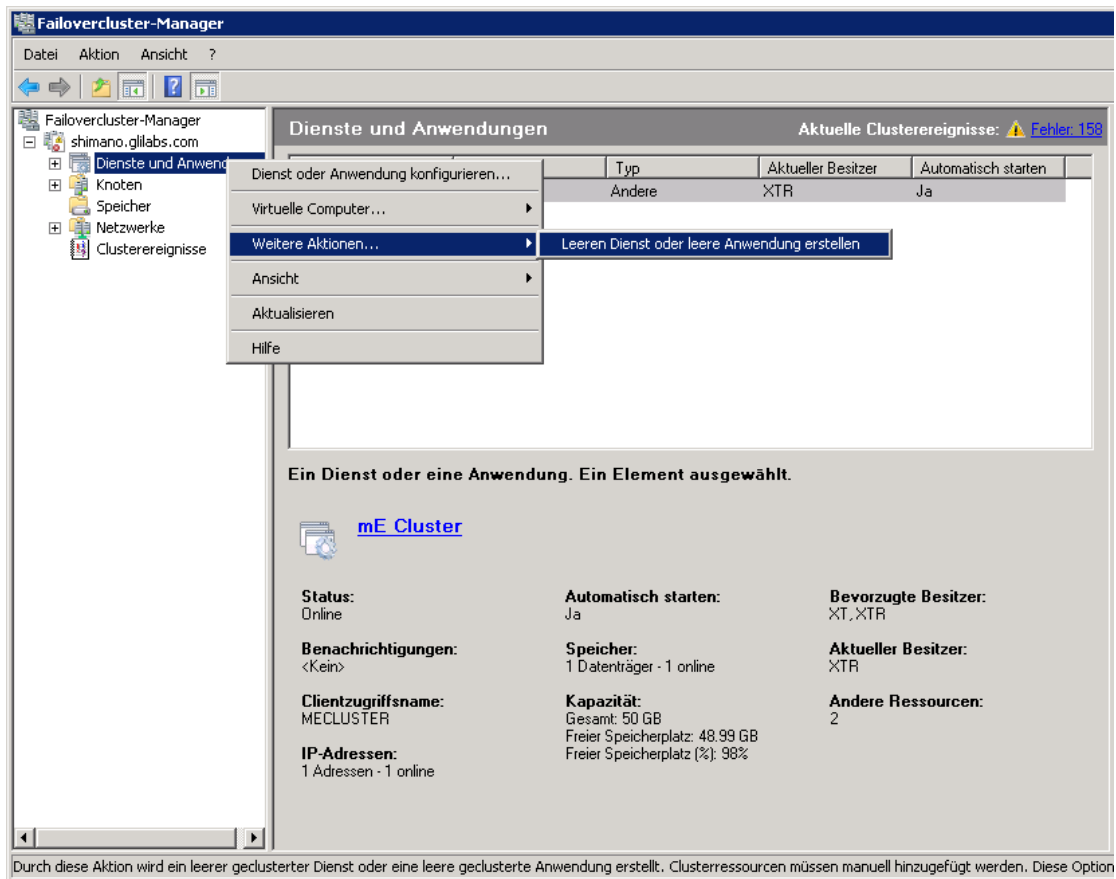 Failovercluster-Manager
Datei Aktion Ansicht ?
Failovercluster-Manager
shimano.glilabs.com
Dienste und Anwend
Knoten
Speicher
Netzwerke
Clusterereignisse
Dienst oder Anwendung konfigurieren...
Virtuelle Computer...
Weitere Aktionen...
Leeren Dienst oder leere Anwendung erstellen
Ansicht
Aktualisieren
Hilfe
Dienste und Anwendungen Aktuelle Clusterereignisse: Fehler: 158
Typ Aktueller Besitzer Automatisch starten
Andere XTR Ja
Ein Dienst oder eine Anwendung. Ein Element ausgewählt.
mE Cluster
Status: Automatisch starten: Bevorzugte Besitzer:
Online Ja XT, XTR
Benachrichtigungen: Speicher: Aktueller Besitzer:
<Kein> 1 Datenträger - 1 online XTR
Clientzugriffsname: Kapazität: Andere Ressourcen:
MECLUSTER Gesamt: 50 GB 2
Freier Speicherplatz: 48.99 GB
IP-Adressen: Freier Speicherplatz (%): 98%
1 Adressen - 1 online
Durch diese Aktion wird ein leerer geclusterter Dienst oder eine leere geclusterte Anwendung erstellt. Clusterressourcen müssen manuell hinzugefügt werden. Diese Option